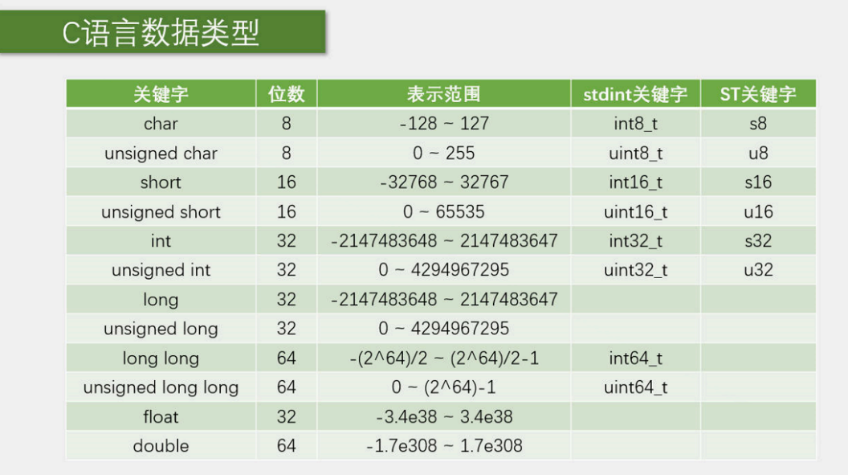 C语言数据类型
关键字 位数 表示范围 stdint关键字 ST关键字
char 8 -128 ~ 127 int8_t s8
unsigned char 8 0 ~ 255 uint8_t u8
short 16 -32768 ~ 32767 int16_t s16
unsigned short 16 0 ~ 65535 uint16_t u16
int 32 -2147483648 ~ 2147483647 int32_t s32
unsigned int 32 0 ~ 4294967295 uint32_t u32
long 32 -2147483648 ~ 2147483647
unsigned long 32 0 ~ 4294967295
long long 64 -(2^64)/2 ~ (2^64)/2-1 int64_t
unsigned long long 64 0 ~ (2^64)-1 uint64_t
float 32 -3.4e38 ~ 3.4e38
double 64 -1.7e308 ~ 1.7e308